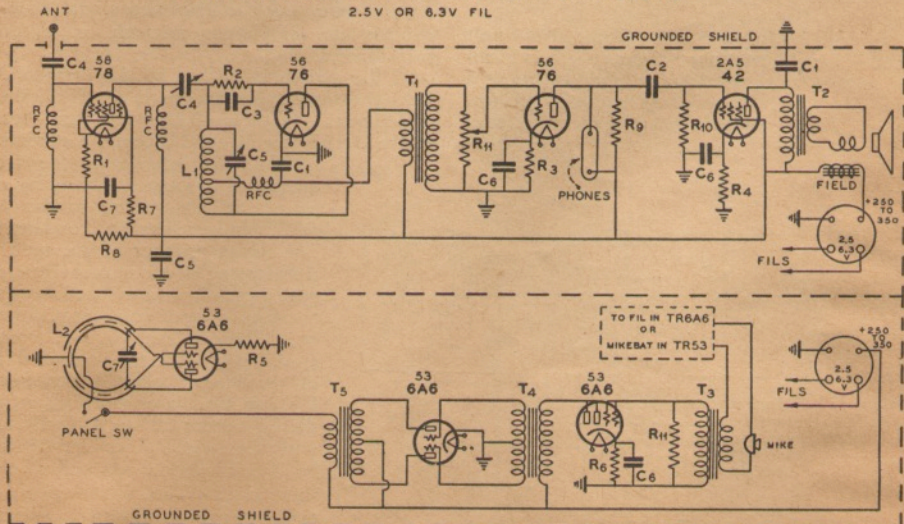 2.5V OR 6.3V FIL
ANT
GROUNDED SHIELD
C4
58
78
C4
R2
C3
56
76
T1
56
76
C2
2A5
42
C1
T2
RFC
R1
C7
R7
R8
RFC
C5
L1
C5
C1
RFC
R11
C6
R3
PHONES
R9
R10
C6
R4
FIELD
+250
TO
350
2.5
6.3
V
FILS
L2
C7
53
6A6
R5
PANEL SW
T5
53
6A6
T4
53
6A6
R6
C6
R11
T3
TO FIL IN TR6A6
OR
MIKE BAT IN TR53
MIKE
+250
TO
350
2.5
6.3
V
FILS
GROUNDED SHIELD